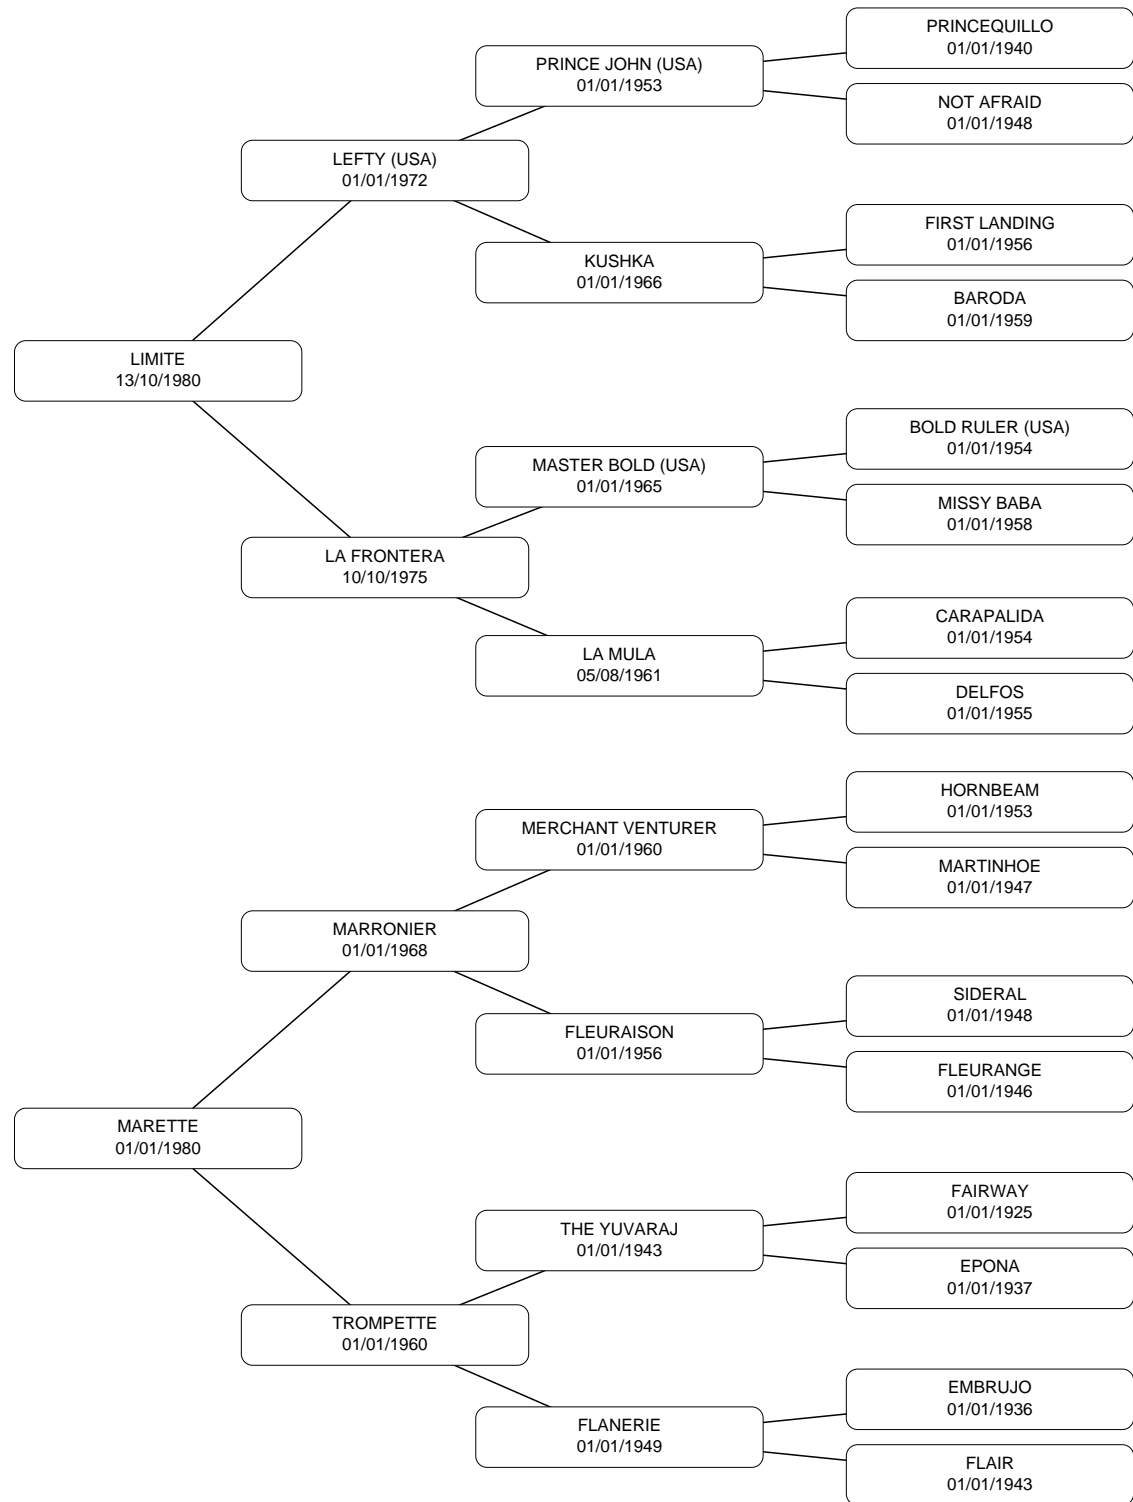 PRINCEQUILLO
01/01/1940
PRINCE JOHN (USA)
01/01/1953
NOT AFRAID
01/01/1948
LEFTY (USA)
01/01/1972
FIRST LANDING
01/01/1956
KUSHKA
01/01/1966
BARODA
01/01/1959
LIMITE
13/10/1980
BOLD RULER (USA)
01/01/1954
MASTER BOLD (USA)
01/01/1965
MISSY BABA
01/01/1958
LA FRONTERA
10/10/1975
CARAPALIDA
01/01/1954
LA MULA
05/08/1961
DELFOS
01/01/1955
HORNBEAM
01/01/1953
MERCHANT VENTURER
01/01/1960
MARTINHOE
01/01/1947
MARRONIER
01/01/1968
SIDERAL
01/01/1948
FLEURAISON
01/01/1956
FLEURANGE
01/01/1946
MARETTE
01/01/1980
FAIRWAY
01/01/1925
THE YUVARAJ
01/01/1943
EPONA
01/01/1937
TROMPETTE
01/01/1960
EMBRUJO
01/01/1936
FLANERIE
01/01/1949
FLAIR
01/01/1943